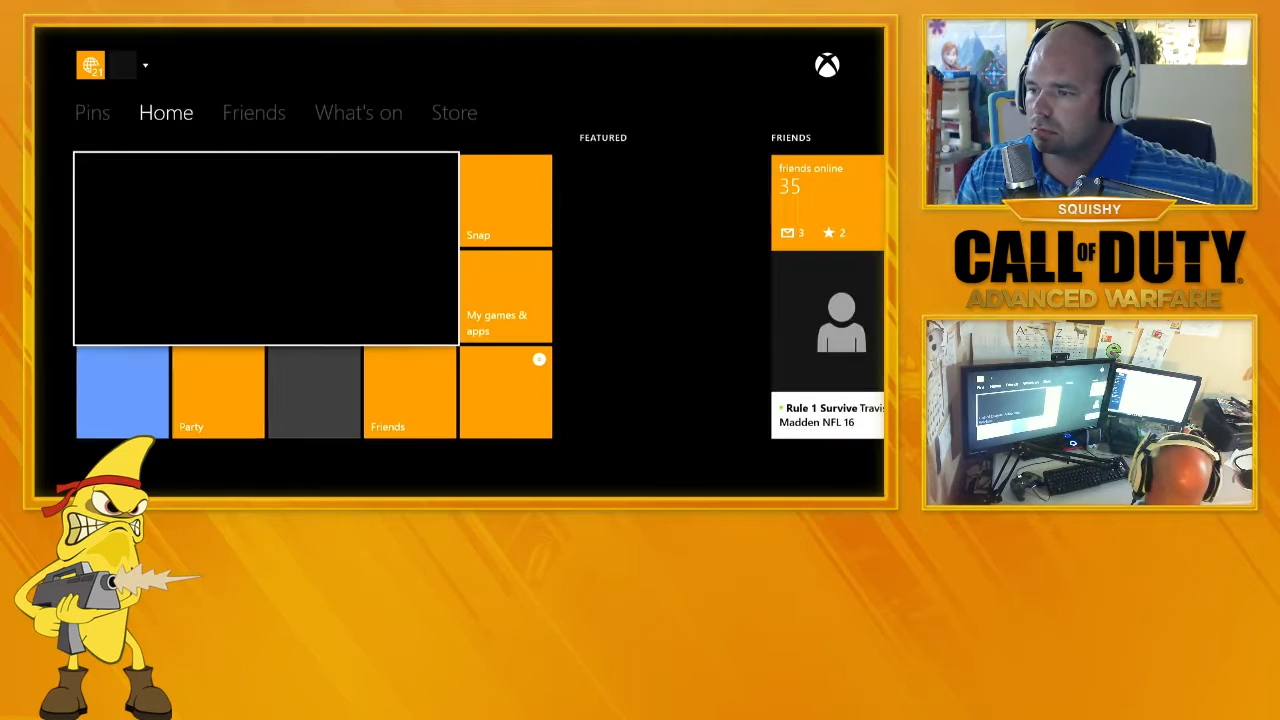 21
Pins Home Friends What's on Store
FEATURED
FRIENDS
friends online
35
3 2
Snap
My games &
apps
Party
Friends
Rule 1 Survive Travis
Madden NFL 16
SQUISHY
CALL OF DUTY
ADVANCED WARFARE